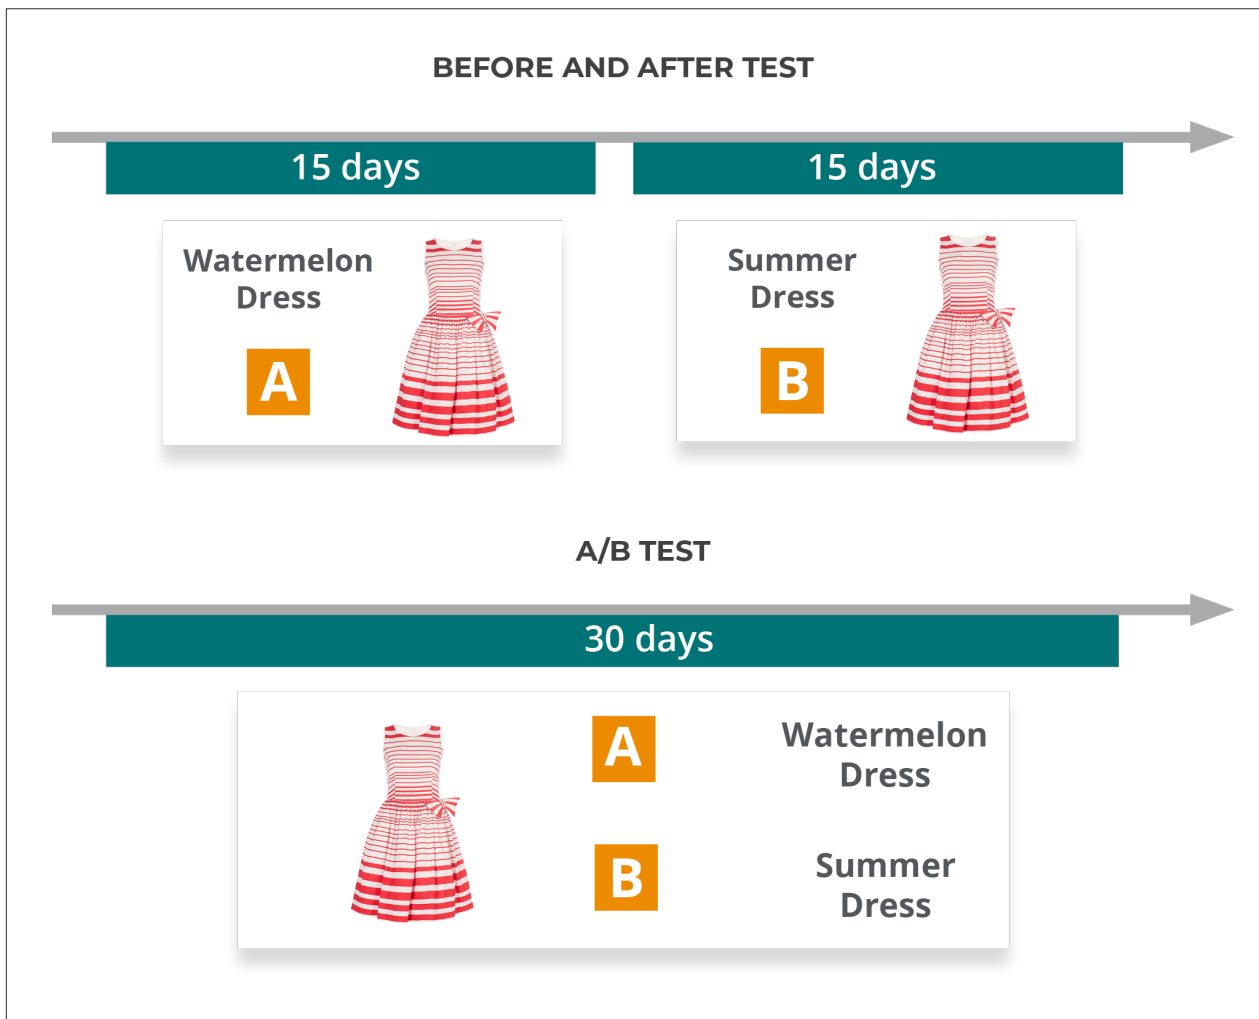 BEFORE AND AFTER TEST
15 days
15 days
Watermelon
Dress
A
Summer
Dress
B
A/B TEST
30 days
A
Watermelon
Dress
B
Summer
Dress